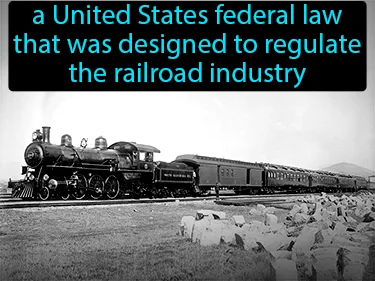 a United States federal law
that was designed to regulate
the railroad industry